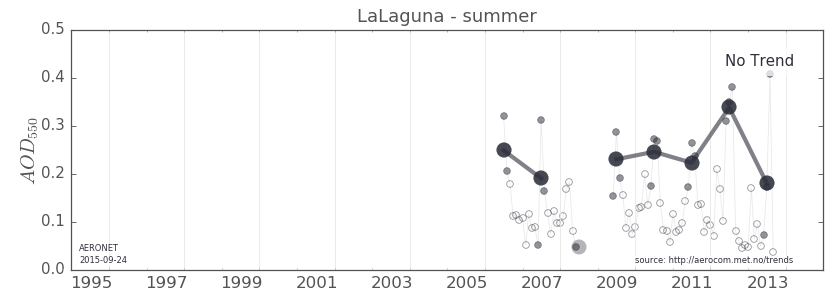 LaLaguna - summer
No Trend
AOD550
0.5
0.4
0.3
0.2
0.1
0.0
AERONET
2015-09-24
source: http://aerocom.met.no/trends
1995 1997 1999 2001 2003 2005 2007 2009 2011 2013